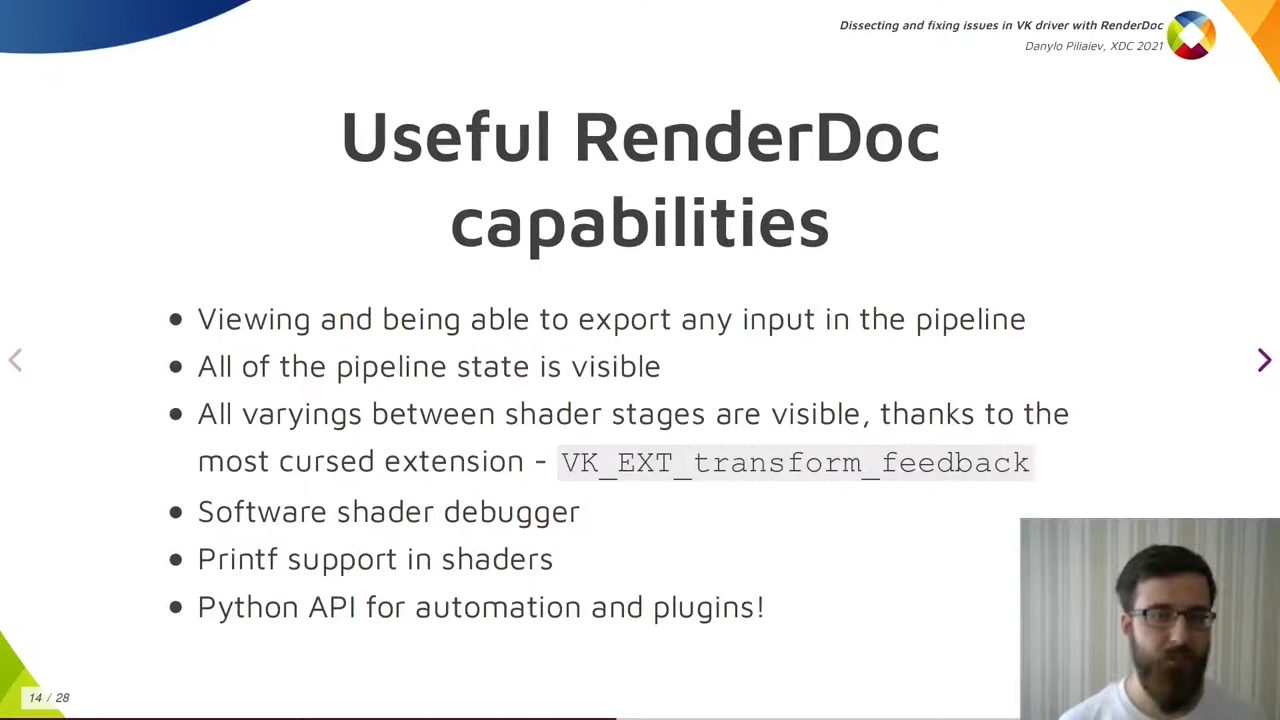 Dissecting and fixing issues in VK driver with RenderDoc
Danylo Piliaiev, XDC 2021
Useful RenderDoc
capabilities
• Viewing and being able to export any input in the pipeline
• All of the pipeline state is visible
• All varyings between shader stages are visible, thanks to the
most cursed extension - VK_EXT_transform_feedback
• Software shader debugger
• Printf support in shaders
• Python API for automation and plugins!
14 / 28